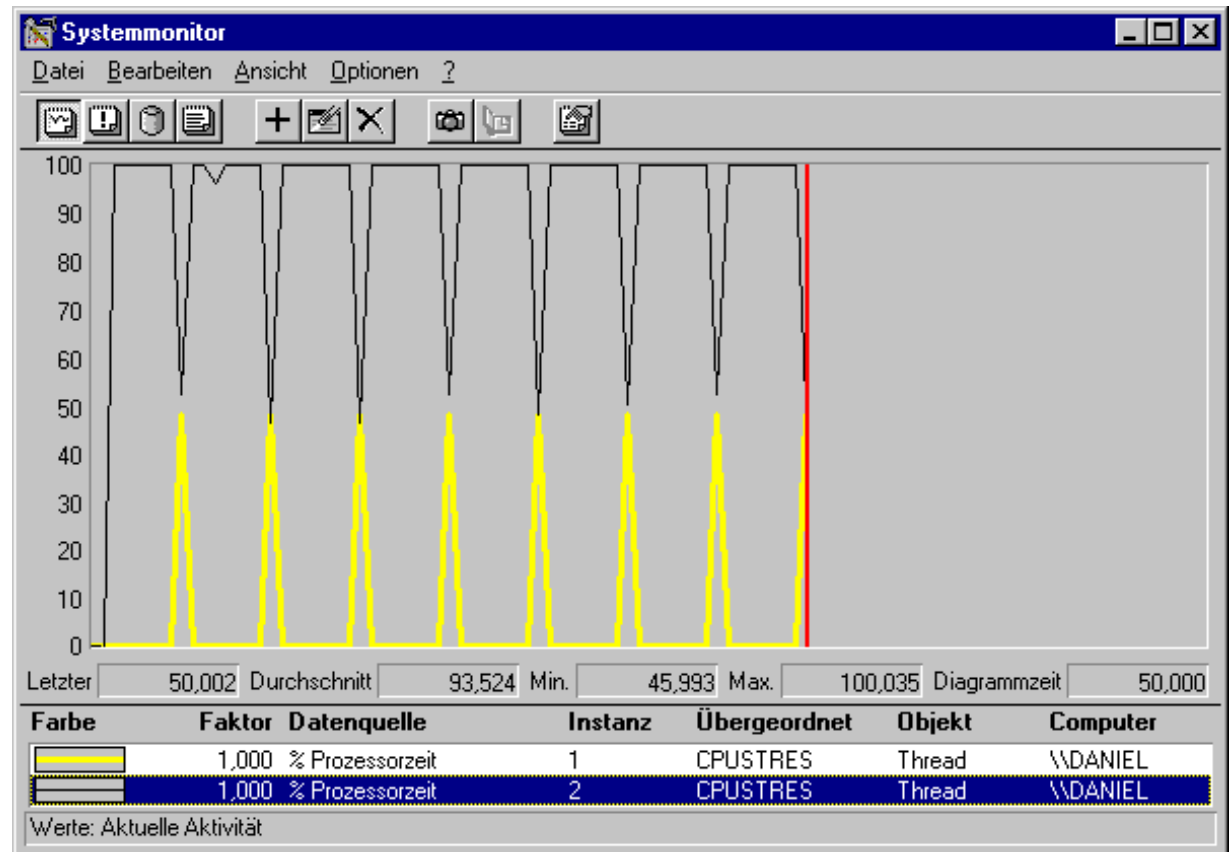 Systemmonitor
Datei Bearbeiten Ansicht Optionen ?
100
90
80
70
60
50
40
30
20
10
0
Letzter 50,002 Durchschnitt 93,524 Min. 45,993 Max. 100,035 Diagrammzeit 50,000
Farbe Faktor Datenquelle Instanz Übergeordnet Objekt Computer
1,000 % Prozessorzeit 1 CPUSTRES Thread \\DANIEL
1,000 % Prozessorzeit 2 CPUSTRES Thread \\DANIEL
Werte: Aktuelle Aktivität